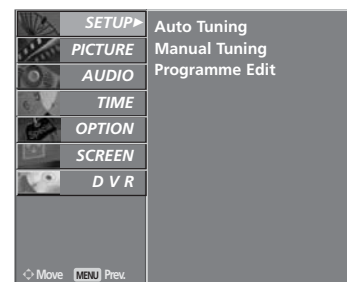 SETUP▶
PICTURE
AUDIO
TIME
OPTION
SCREEN
D V R
Auto Tuning
Manual Tuning
Programme Edit
Move MENU Prev.